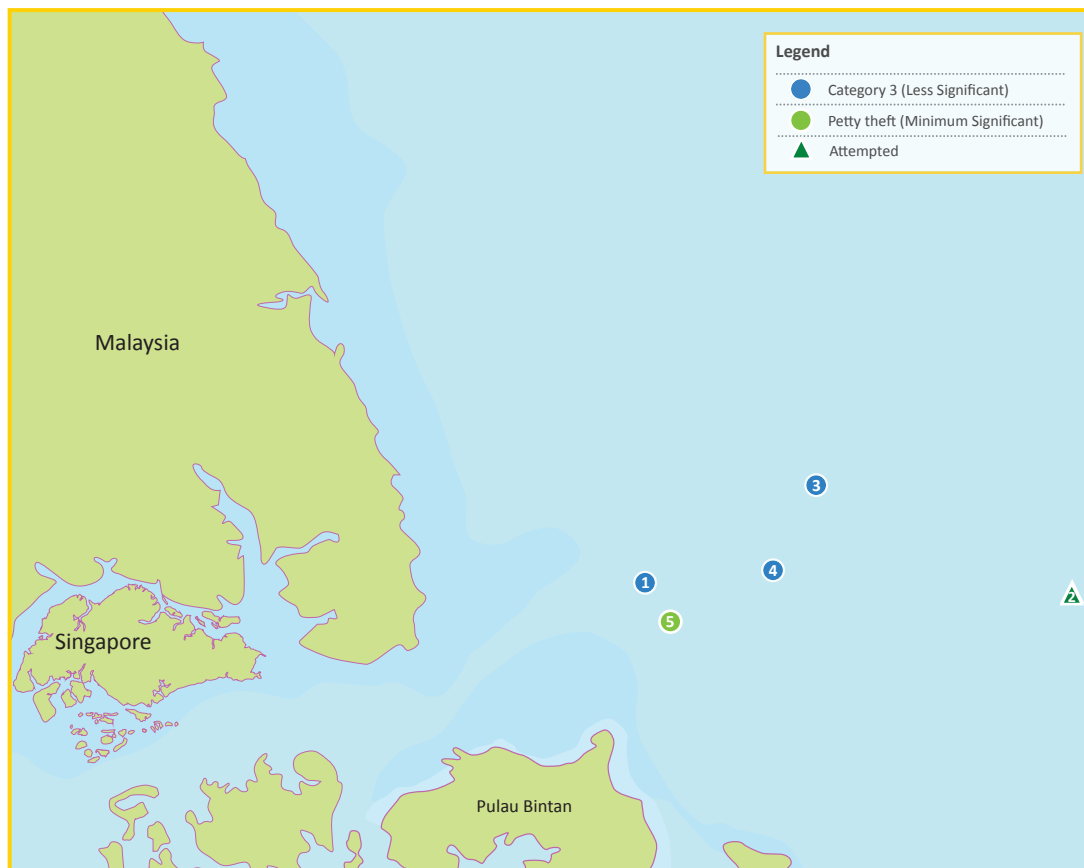 Legend
Category 3 (Less Significant)
Petty theft (Minimum Significant)
Attempted
Malaysia
3
4
1
2
5
Singapore
Pulau Bintan